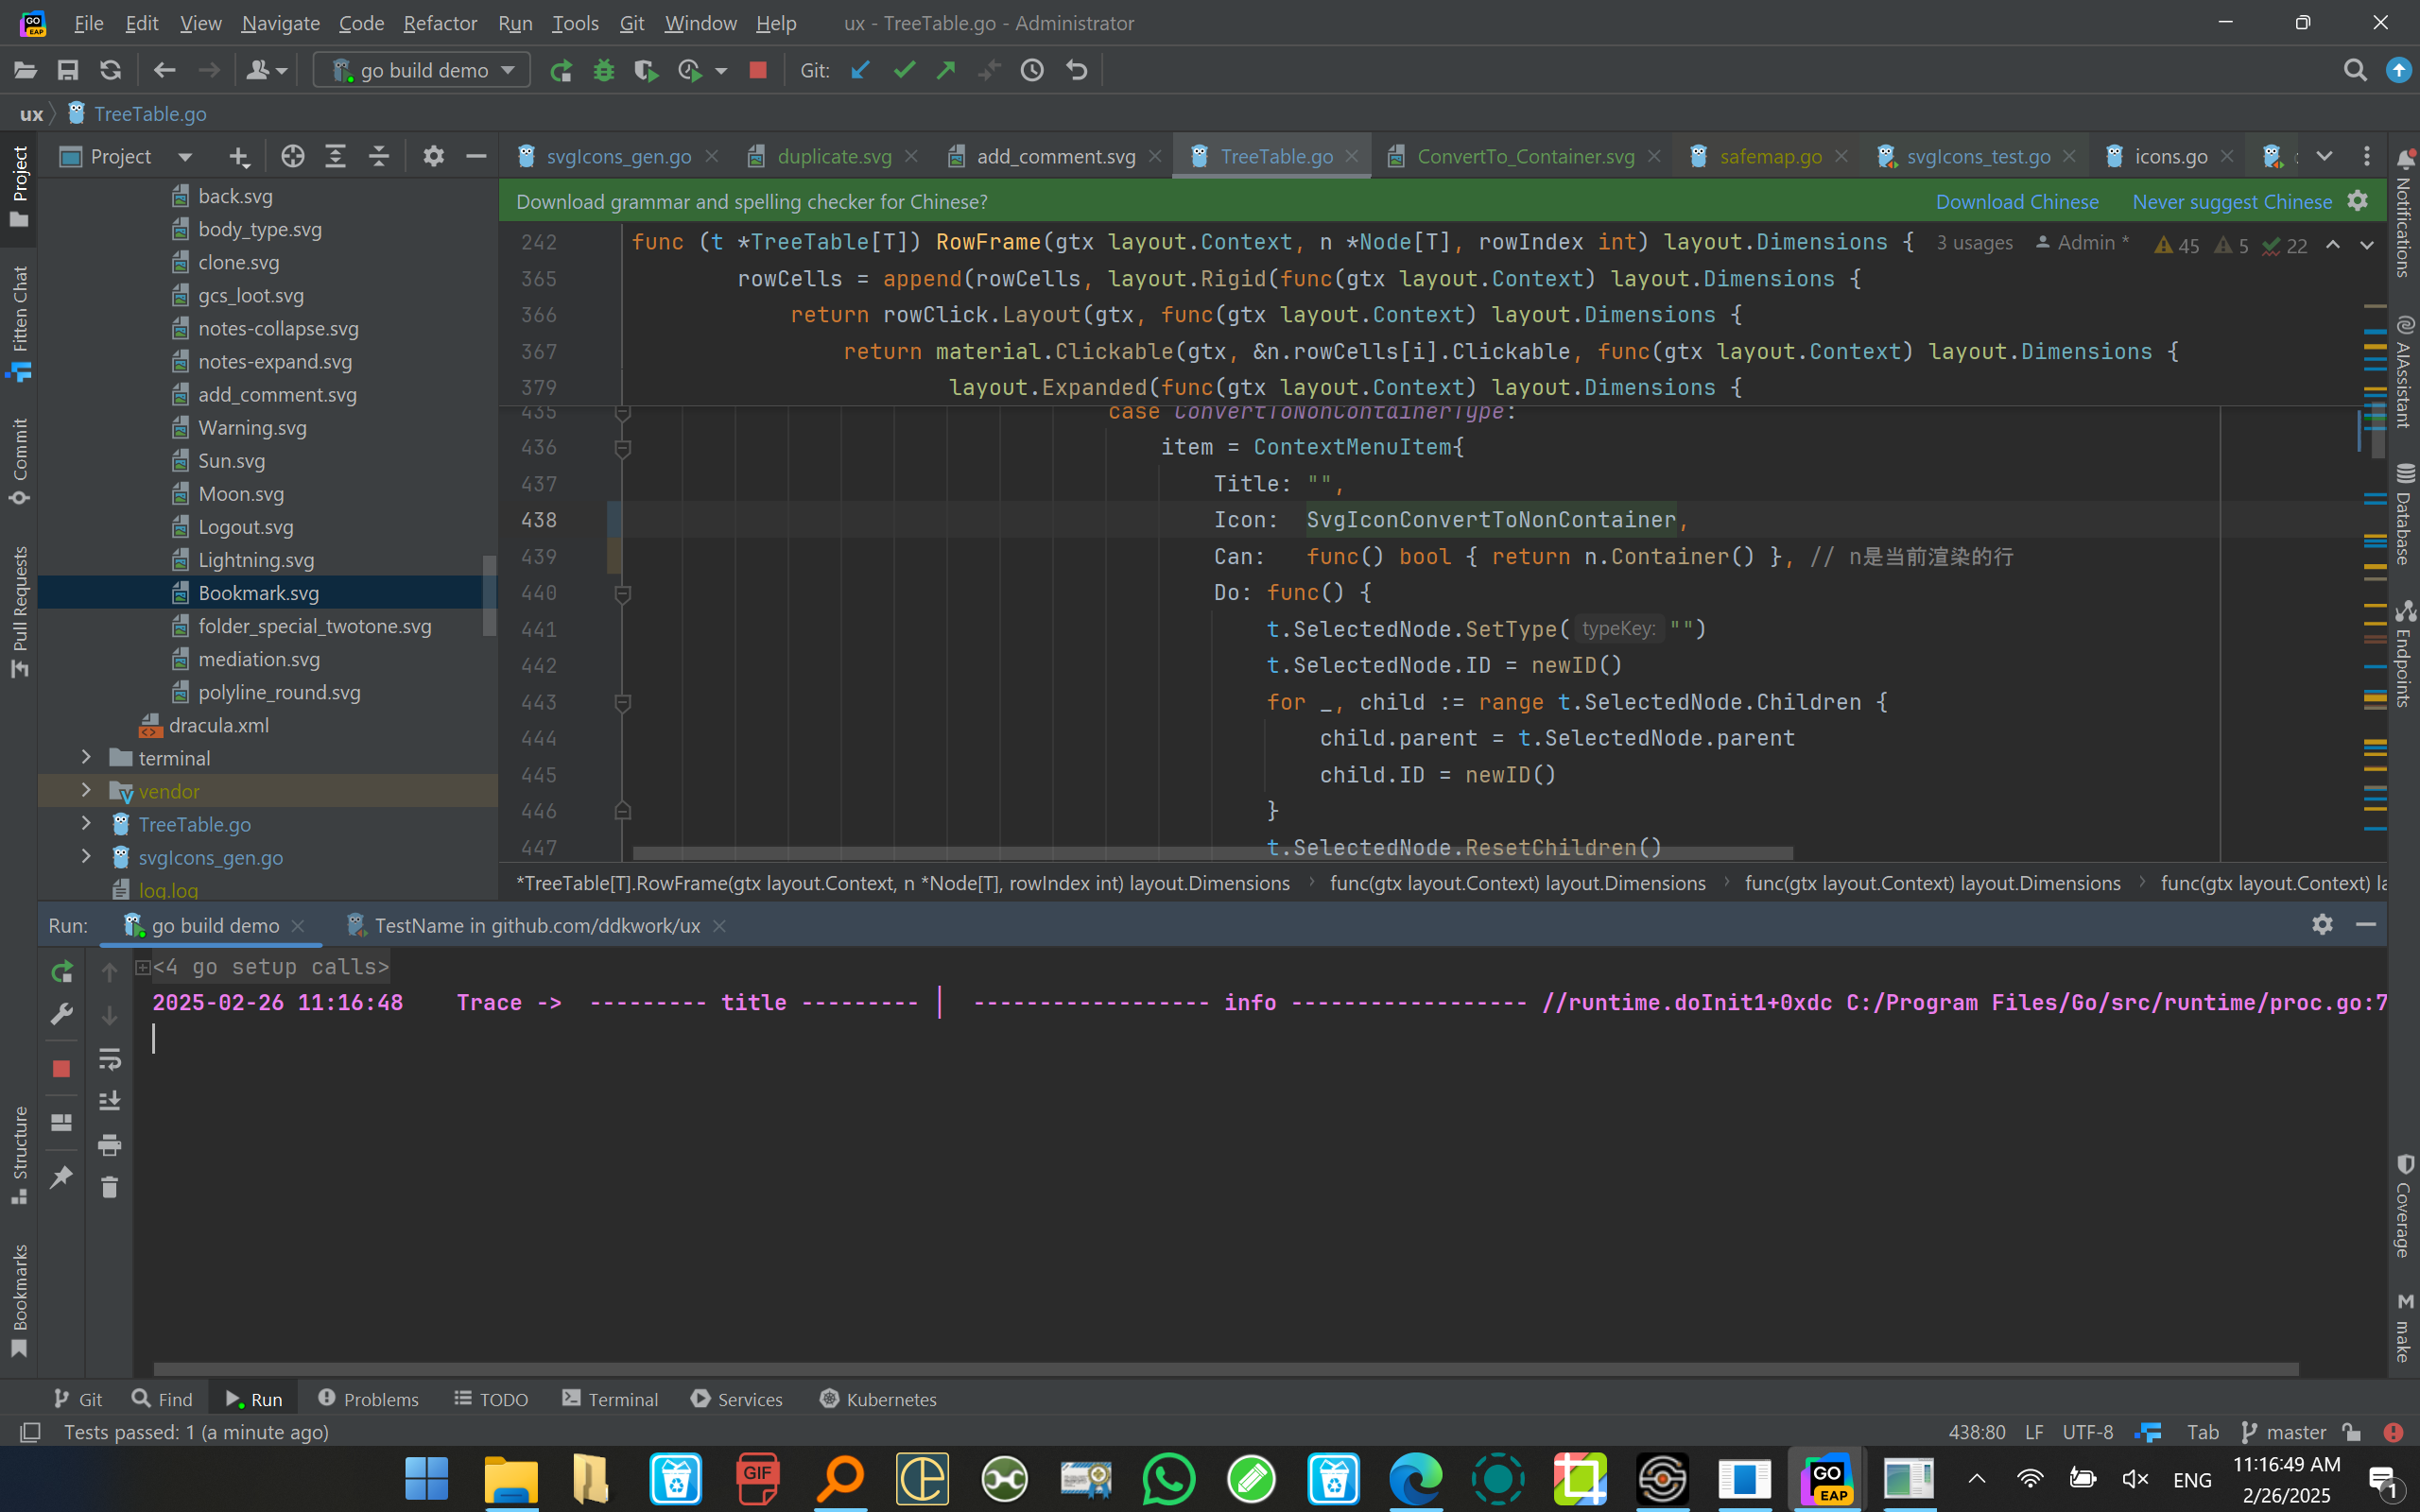 File Edit View Navigate Code Refactor Run Tools Git Window Help ux - TreeTable.go - Administrator
go build demo Git:
ux TreeTable.go
Project svgIcons_gen.go duplicate.svg add_comment.svg TreeTable.go ConvertTo_Container.svg safemap.go svgIcons_test.go icons.go
Download grammar and spelling checker for Chinese? Download Chinese Never suggest Chinese
Project
Fitten Chat
Commit
Pull Requests
Structure
Bookmarks
back.svg
body_type.svg
clone.svg
gcs_loot.svg
notes-collapse.svg
notes-expand.svg
add_comment.svg
Warning.svg
Sun.svg
Moon.svg
Logout.svg
Lightning.svg
Bookmark.svg
folder_special_twotone.svg
mediation.svg
polyline_round.svg
dracula.xml
terminal
vendor
TreeTable.go
svgIcons_gen.go
log.log
242 func (t *TreeTable[T]) RowFrame(gtx layout.Context, n *Node[T], rowIndex int) layout.Dimensions { 3 usages Admin * 45 5 22
365 rowCells = append(rowCells, layout.Rigid(func(gtx layout.Context) layout.Dimensions {
366 return rowClick.Layout(gtx, func(gtx layout.Context) layout.Dimensions {
367 return material.Clickable(gtx, &n.rowCells[i].Clickable, func(gtx layout.Context) layout.Dimensions {
379 layout.Expanded(func(gtx layout.Context) layout.Dimensions {
435 case ConvertToNonContainerType:
436 item = ContextMenuItem{
437 Title: "",
438 Icon: SvgIconConvertToNonContainer,
439 Can: func() bool { return n.Container() }, // n是当前渲染的行
440 Do: func() {
441 t.SelectedNode.SetType( typeKey: "")
442 t.SelectedNode.ID = newID()
443 for _, child := range t.SelectedNode.Children {
444 child.parent = t.SelectedNode.parent
445 child.ID = newID()
446 }
447 t.SelectedNode.ResetChildren()
*TreeTable[T].RowFrame(gtx layout.Context, n *Node[T], rowIndex int) layout.Dimensions func(gtx layout.Context) layout.Dimensions func(gtx layout.Context) layout.Dimensions func(gtx layout.Context) la
Notifications
AIAssistant
Database
Endpoints
Coverage
make
Run: go build demo TestName in github.com/ddkwork/ux
<4 go setup calls>
2025-02-26 11:16:48 Trace -> --------- title --------- │ ------------------ info ------------------ //runtime.doInit1+0xdc C:/Program Files/Go/src/runtime/proc.go:7
Git Find Run Problems TODO Terminal Services Kubernetes
Tests passed: 1 (a minute ago) 438:80 LF UTF-8 Tab master
GIF GO EAP ENG 11:16:49 AM
2/26/2025 1